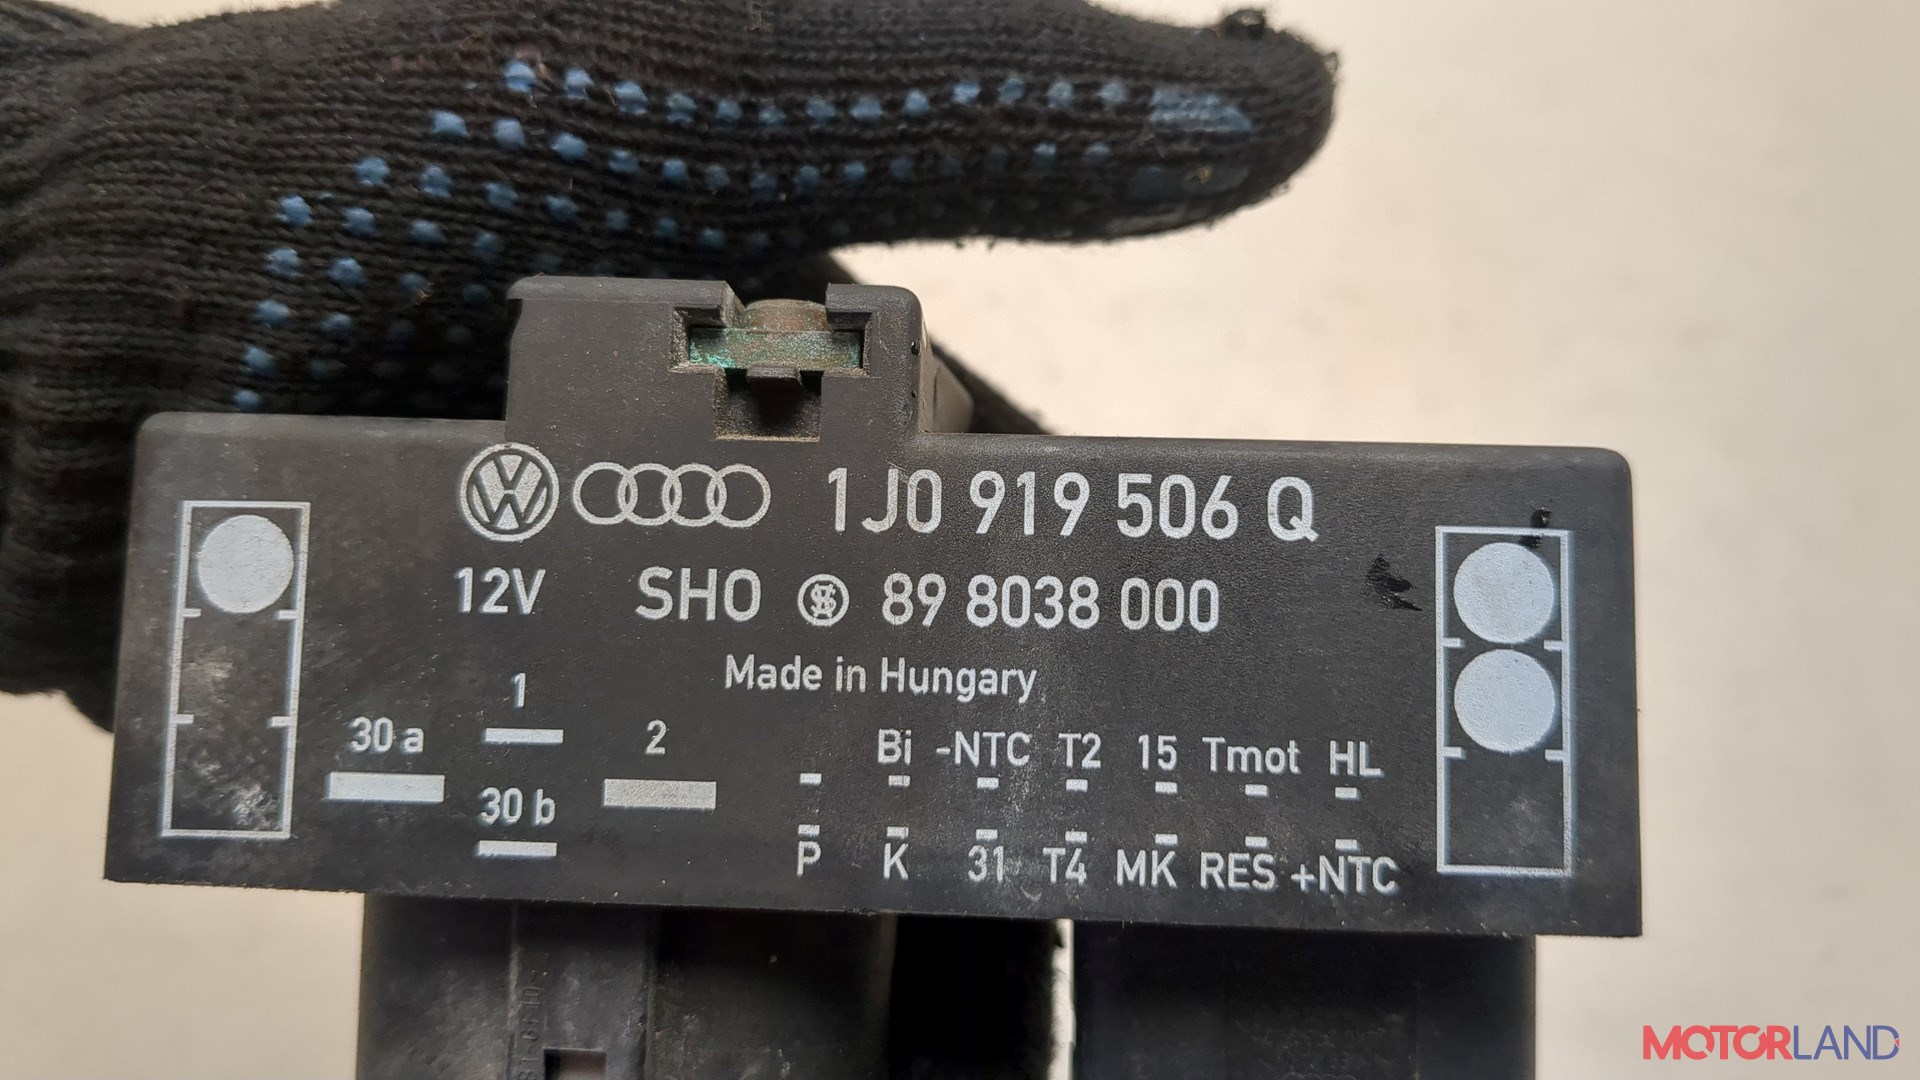 1J0 919 506 Q
12V SHO 89 8038 000
Made in Hungary
1
30 a 2
30 b
Bi -NTC T2 15 Tmot HL
P K 31 T4 MK RES +NTC
MOTORLAND